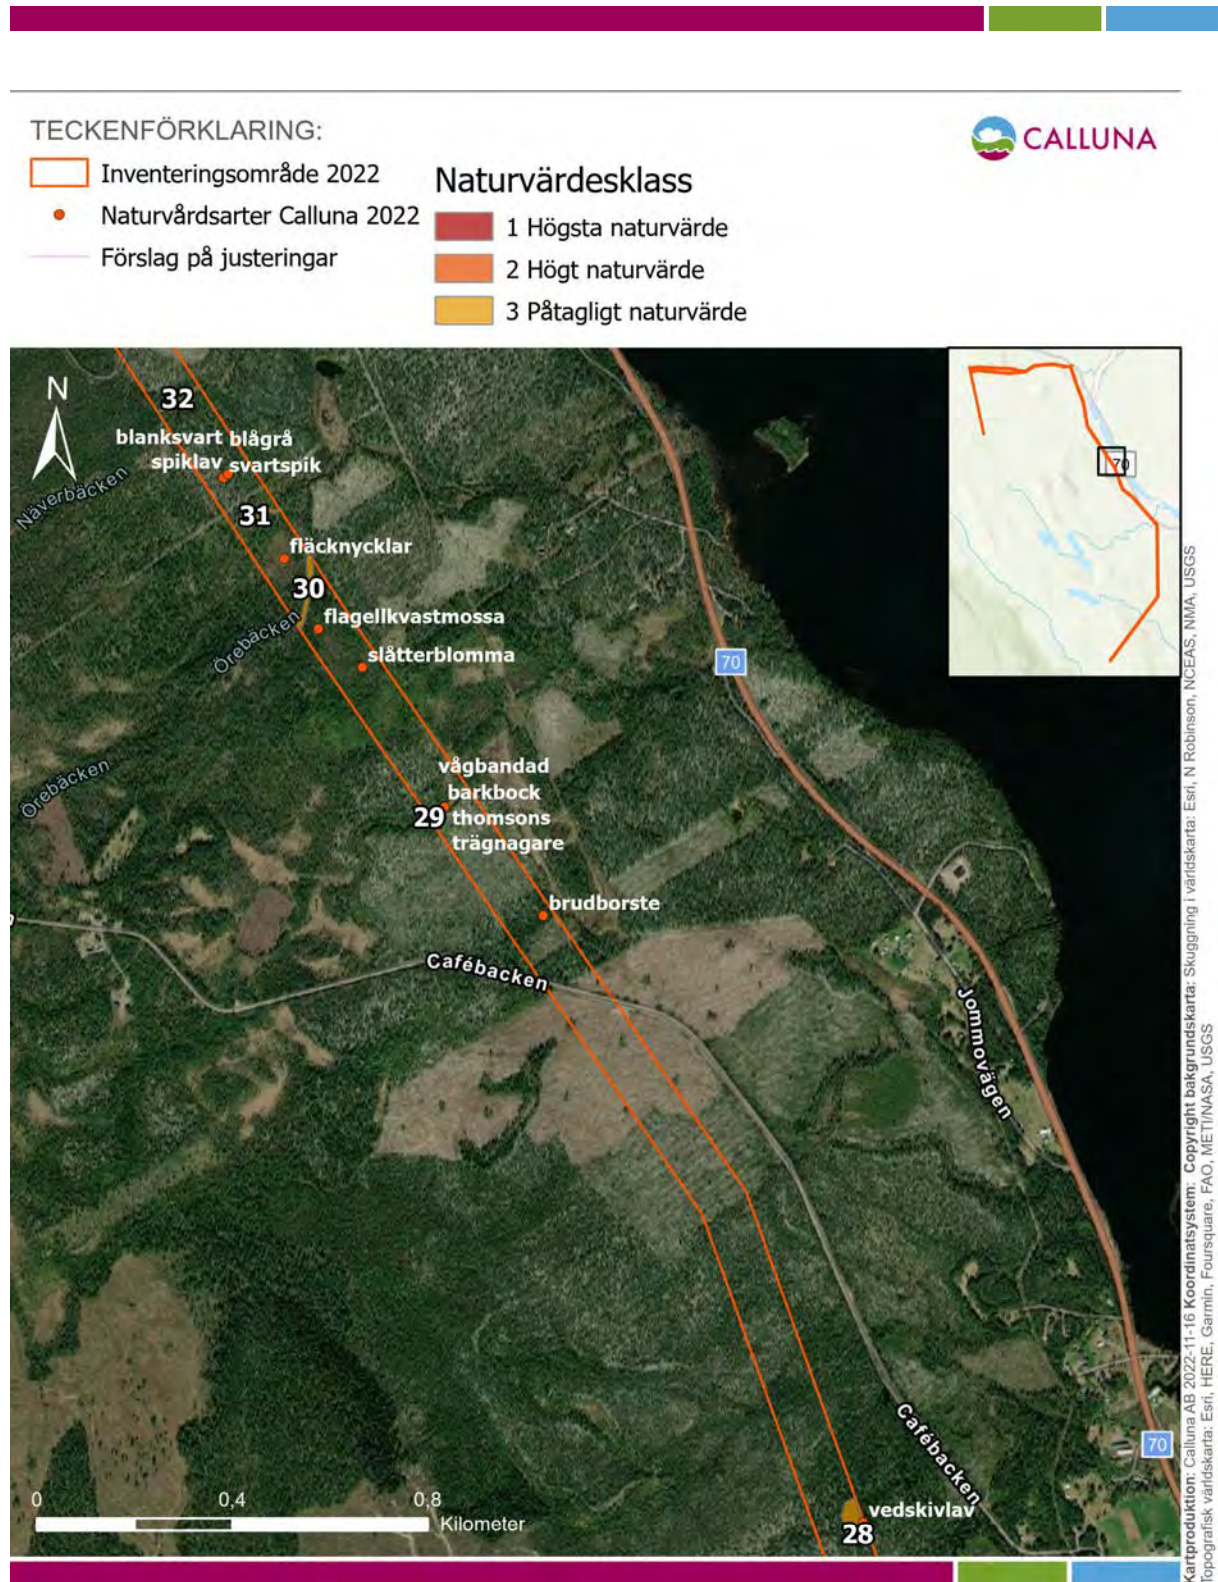 TECKENFÖRKLARING:
Inventeringsområde 2022
Naturvårdsarter Calluna 2022
Förslag på justeringar
Naturvärdesklass
1 Högsta naturvärde
2 Högt naturvärde
3 Påtagligt naturvärde
CALLUNA
N
32
blanksvart blågrå
spiklav svartspik
Näverbäcken
31
fläcknycklar
30
Örebäcken
flagellkvastmossa
slåtterblomma
70
70
Örebäcken
vågbandad
barkbock
29 thomsons
trägnagare
brudborste
Cafébacken
Jommovägen
Cafébacken
70
vedskivlav
28
0 0,4 0,8
Kilometer
Kartproduktion: Calluna AB 2022-11-16 Koordinatsystem: Copyright bakgrundskarta: Skuggning i världskarta: Esri, N Robinson, NCEAS, NMA, USGS
Topografisk världskarta: Esri, HERE, Garmin, Foursquare, FAO, METI/NASA, USGS